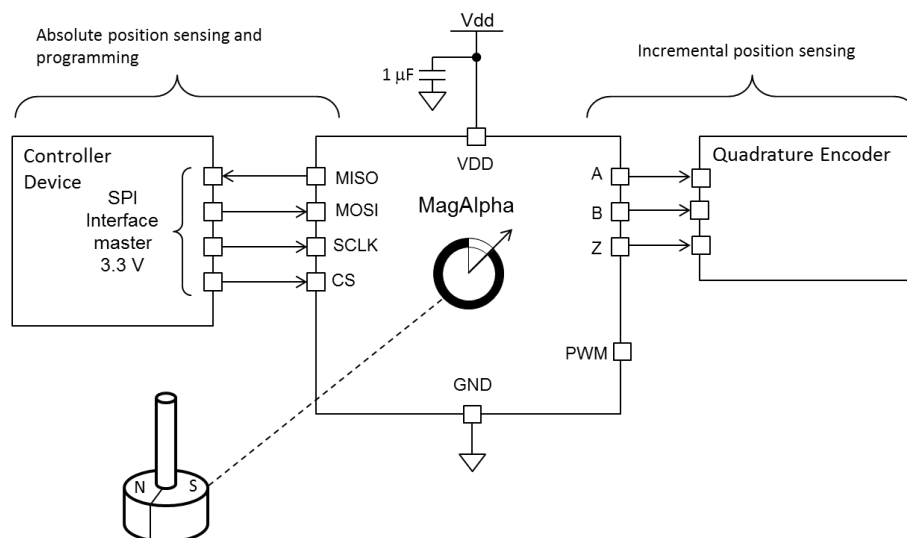 Absolute position sensing and
programming
Vdd
1 µF
Incremental position sensing
Controller
Device
SPI
Interface
master
3.3 V
MISO
MOSI
SCLK
CS
VDD
MagAlpha
GND
A
B
Z
PWM
Quadrature Encoder
N
S